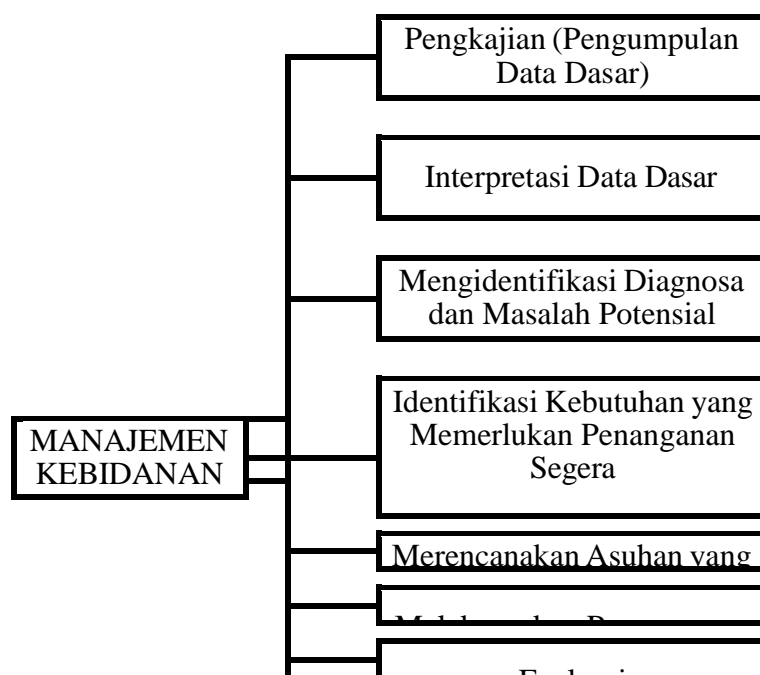 Pengkajian (Pengumpulan
Data Dasar)
Interpretasi Data Dasar
Mengidentifikasi Diagnosa
dan Masalah Potensial
Identifikasi Kebutuhan yang
Memerlukan Penanganan
Segera
MANAJEMEN
KEBIDANAN
Merencanakan Asuhan yang